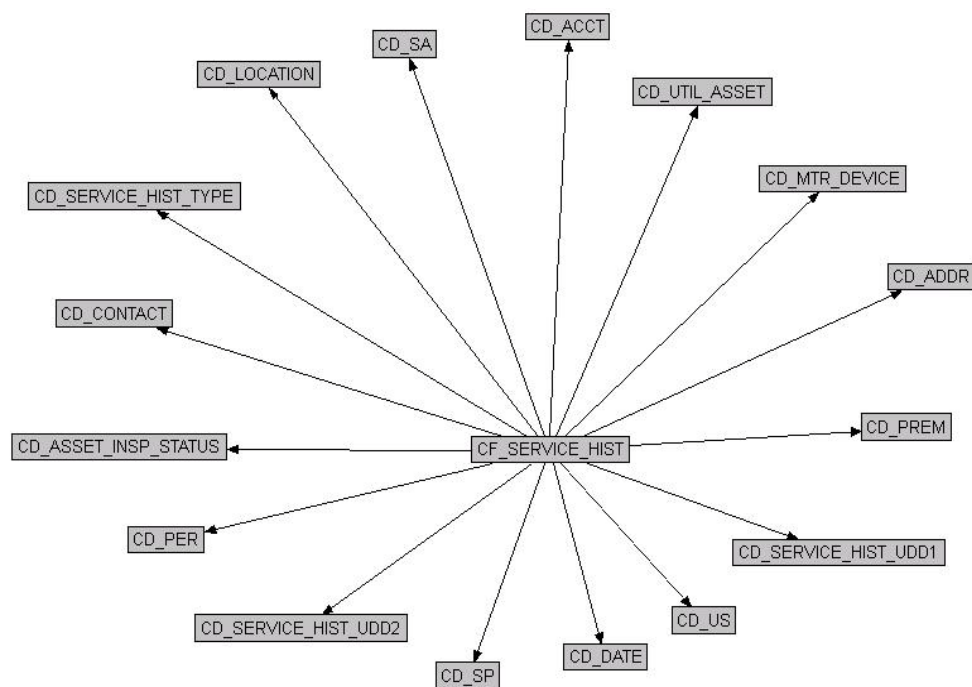 CD_ACCT
CD_SA
CD_LOCATION
CD_UTIL_ASSET
CD_MTR_DEVICE
CD_SERVICE_HIST_TYPE
CD_ADDR
CD_CONTACT
CD_PREM
CD_ASSET_INSP_STATUS
CF_SERVICE_HIST
CD_PER
CD_SERVICE_HIST_UDD1
CD_US
CD_SERVICE_HIST_UDD2
CD_DATE
CD_SP